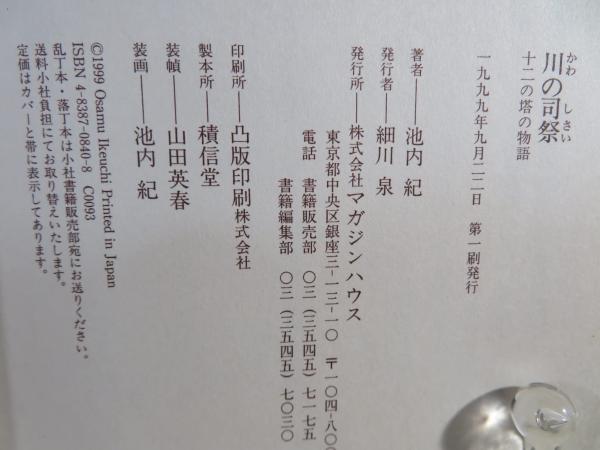 川の司祭
かわ しさい
十二の塔の物語
一九九九年九月二二日 第一刷発行
著者――池内 紀
発行者――細川 泉
発行所――株式会社マガジンハウス
東京都中央区銀座三-一三-一〇 〒一〇四-八〇
電話 書籍販売部 〇三(三五四五)七一七五
書籍編集部 〇三(三五四五)七〇三〇
印刷所――凸版印刷株式会社
製本所――積信堂
装幀――山田英春
装画――池内 紀
©1999 Osamu Ikeuchi Printed in Japan
ISBN 4-8387-0840-8 C0093
乱丁本・落丁本は小社書籍販売部宛にお送りください。
送料小社負担にてお取り替えいたします。
定価はカバーと帯に表示してあります。